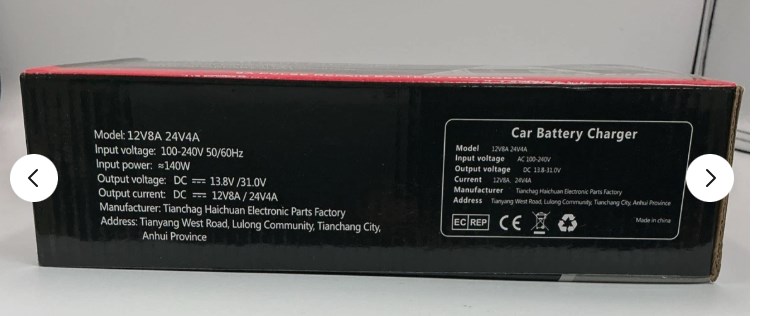 Model: 12V8A 24V4A
Input voltage: 100-240V 50/60Hz
Input power: ≈140W
Output voltage: DC ⎓ 13.8V /31.0V
Output current: DC ⎓ 12V8A / 24V4A
Manufacturer: Tianchag Haichuan Electronic Parts Factory
Address: Tianyang West Road, Lulong Community, Tianchang City,
Anhui Province
Car Battery Charger
Model 12V8A 24V4A
Input voltage AC 100-240V
Output voltage DC 13.8-31.0V
Current 12V8A, 24V4A
Manufacturer Tianchag Haichuan Electronic Parts Factory
Address Tianyang West Road, Lulong Community, Tianchang City, Anhui Province
EC REP CE
Made in china